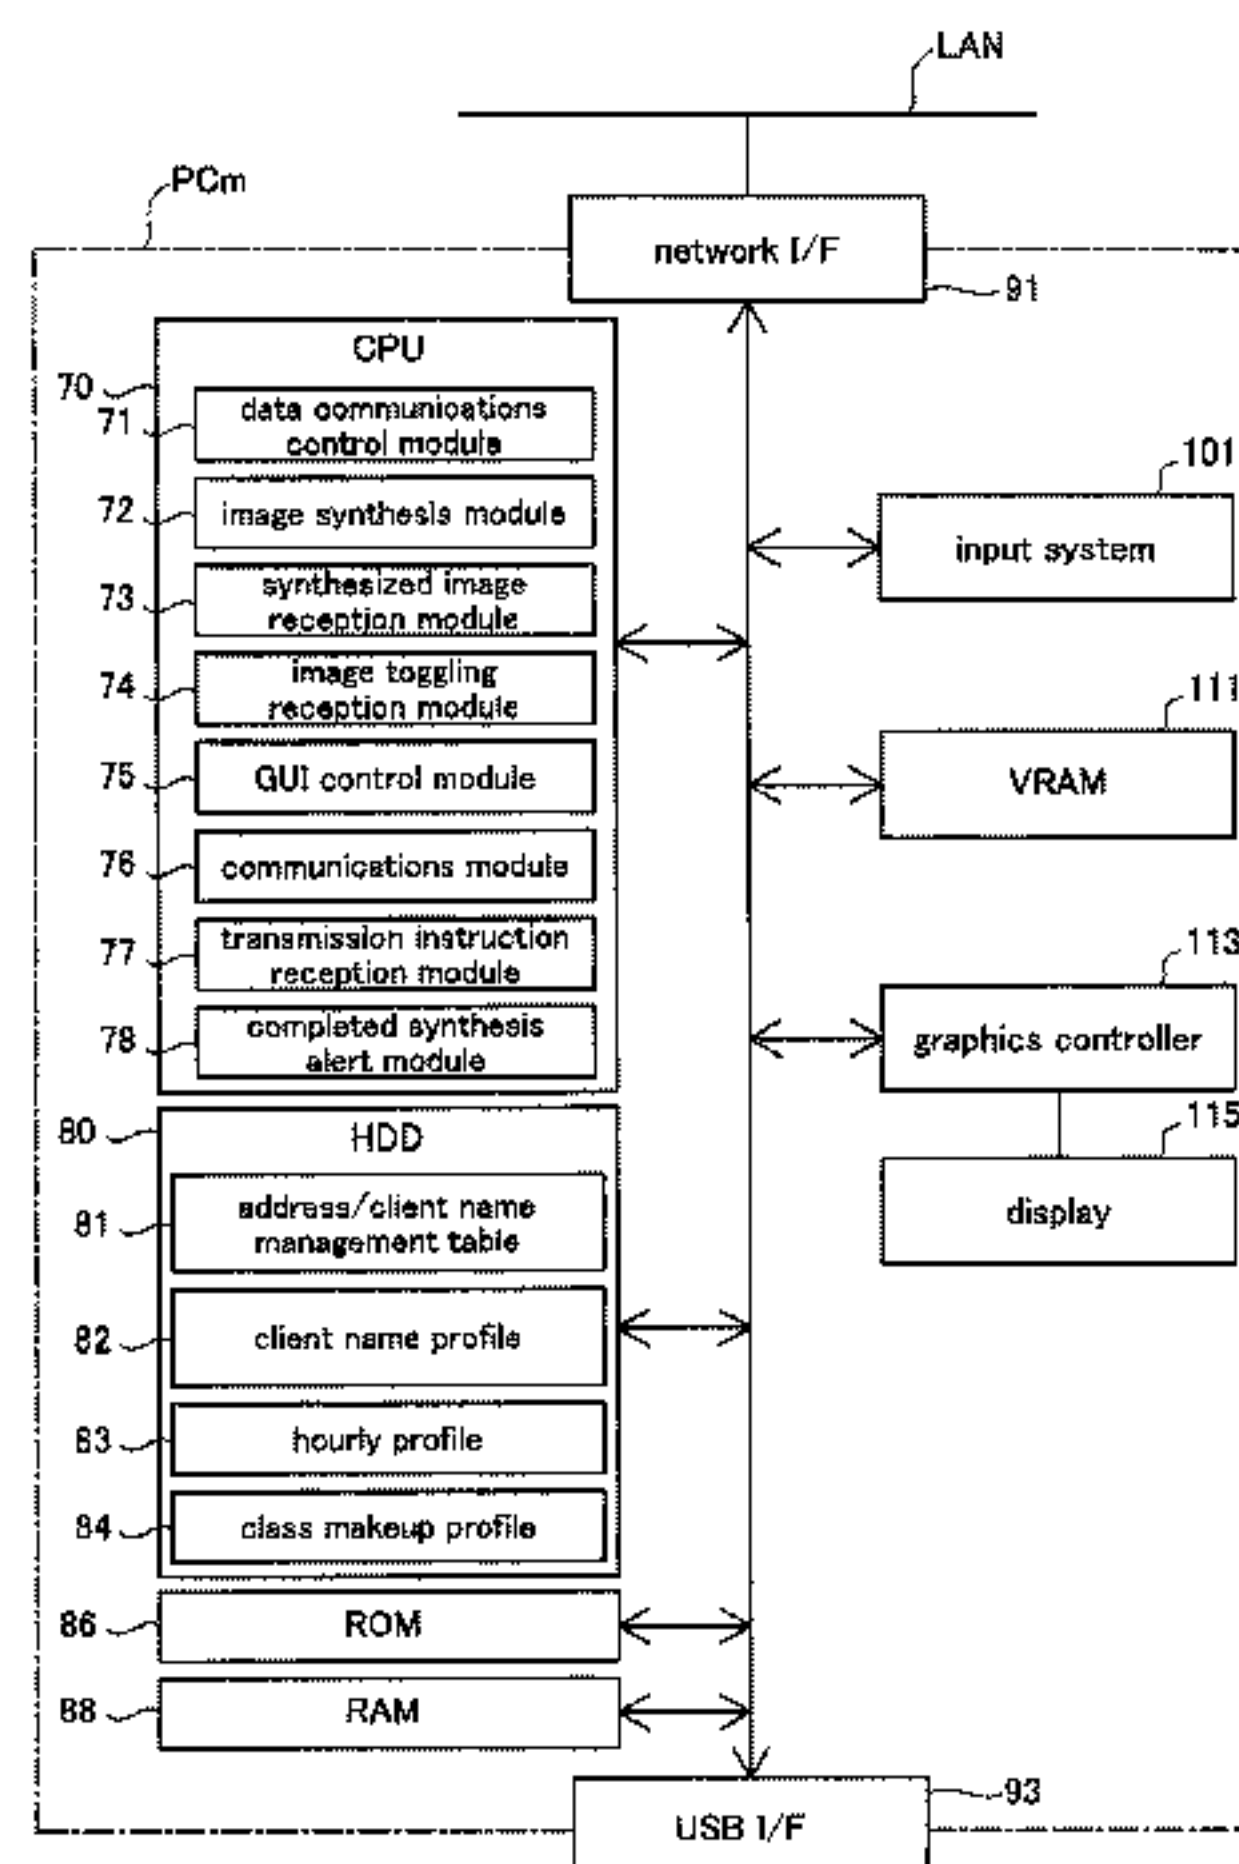 LAN
PCm
network I/F
91
CPU
70
71
data communications
control module
72
image synthesis module
73
synthesized image
reception module
74
image toggling
reception module
75
GUI control module
76
communications module
77
transmission instruction
reception module
78
completed synthesis
alert module
101
input system
111
VRAM
113
graphics controller
115
display
80
HDD
81
address/client name
management table
82
client name profile
83
hourly profile
84
class makeup profile
86
ROM
88
RAM
93
USB I/F